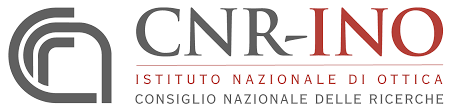 CNR-INO
ISTITUTO NAZIONALE DI OTTICA
CONSIGLIO NAZIONALE DELLE RICERCHE